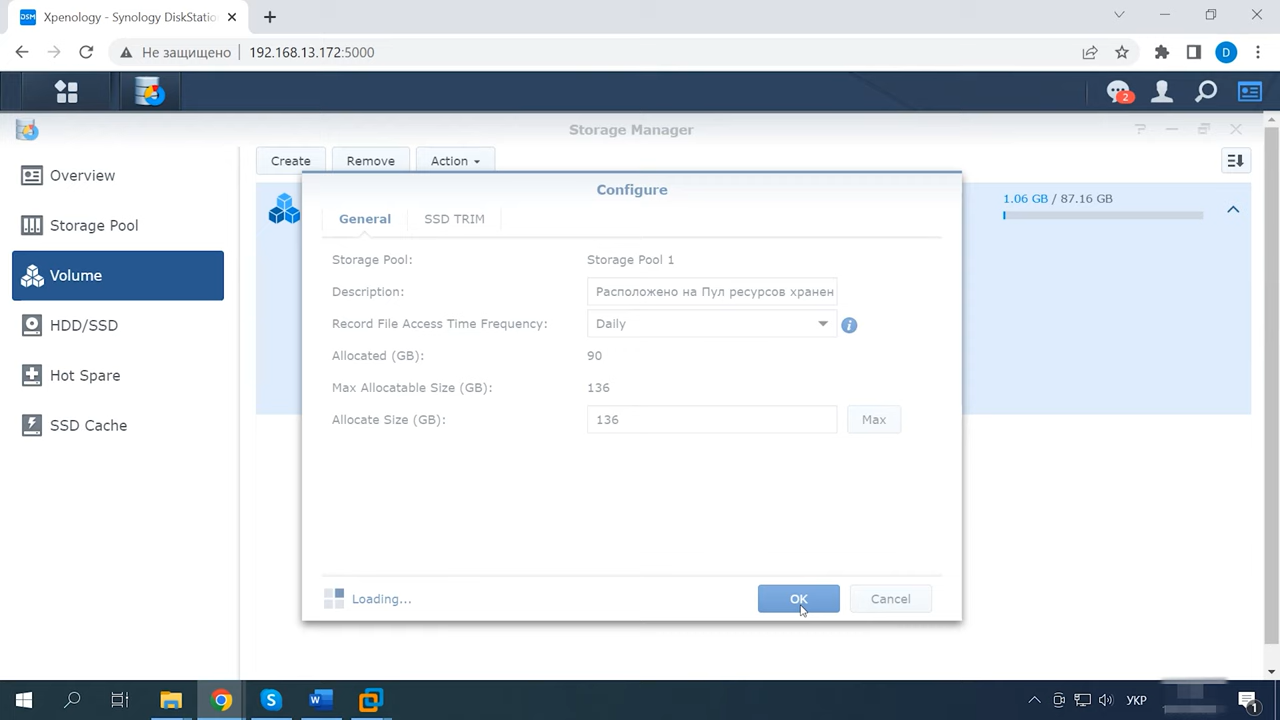 Xpenology - Synology DiskStatio
Не защищено 192.168.13.172:5000
D
2
Storage Manager
Overview
Storage Pool
Volume
HDD/SSD
Hot Spare
SSD Cache
Create Remove Action
1.06 GB / 87.16 GB
Configure
General SSD TRIM
Storage Pool: Storage Pool 1
Description: Расположено на Пул ресурсов хранен
Record File Access Time Frequency: Daily
Allocated (GB): 90
Max Allocatable Size (GB): 136
Allocate Size (GB): 136 Max
Loading... OK Cancel
УКР
1